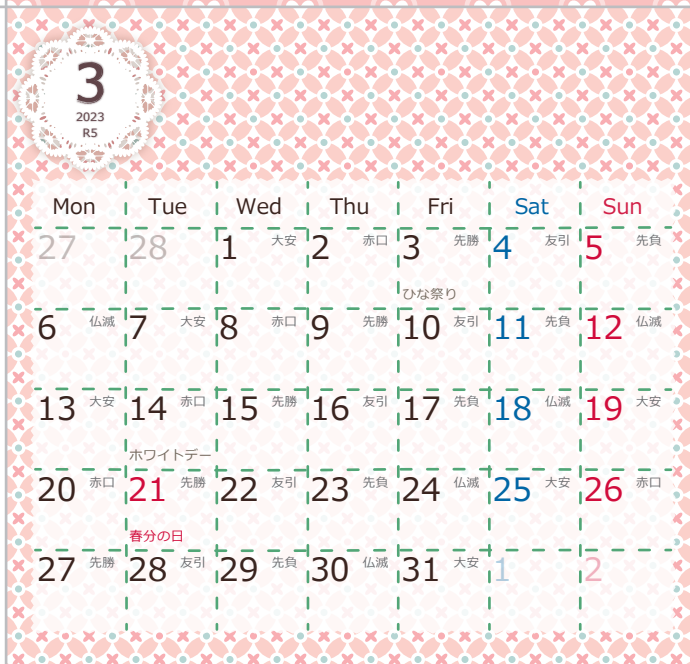 3
2023
R5
Mon Tue Wed Thu Fri Sat Sun
27 28 1 大安 2 赤口 3 先勝 4 友引 5 先負
ひな祭り
6 仏滅 7 大安 8 赤口 9 先勝 10 友引 11 先負 12 仏滅
13 大安 14 赤口 15 先勝 16 友引 17 先負 18 仏滅 19 大安
ホワイトデー
20 赤口 21 先勝 22 友引 23 先負 24 仏滅 25 大安 26 赤口
春分の日
27 先勝 28 友引 29 先負 30 仏滅 31 大安 1 2